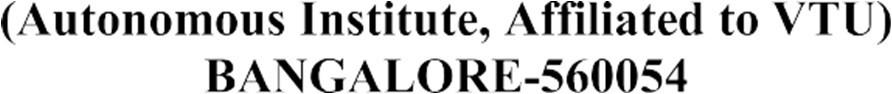 (Autonomous Institute, Affiliated to VTU)
BANGALORE-560054